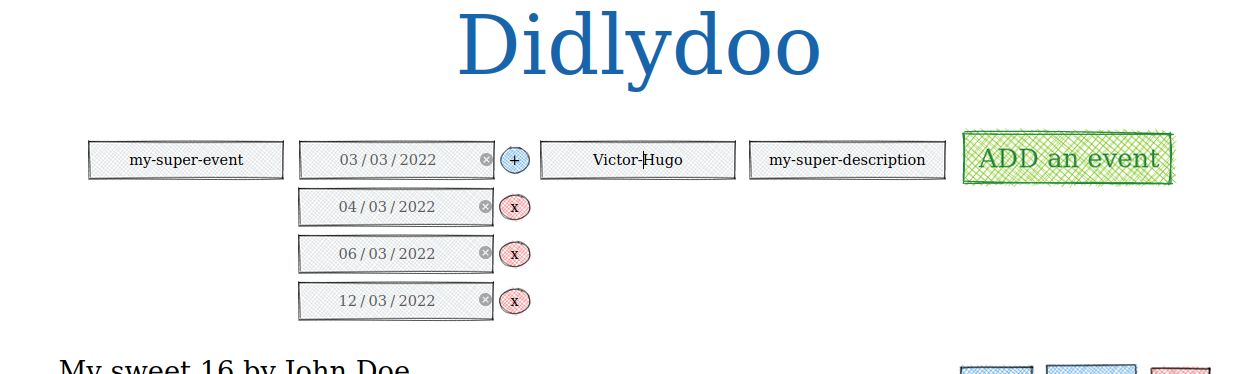 Didlydoo
my-super-event 03/03/2022 + Victor-Hugo my-super-description ADD an event
04/03/2022 x
06/03/2022 x
12/03/2022 x
My sweet 16 by John Doe